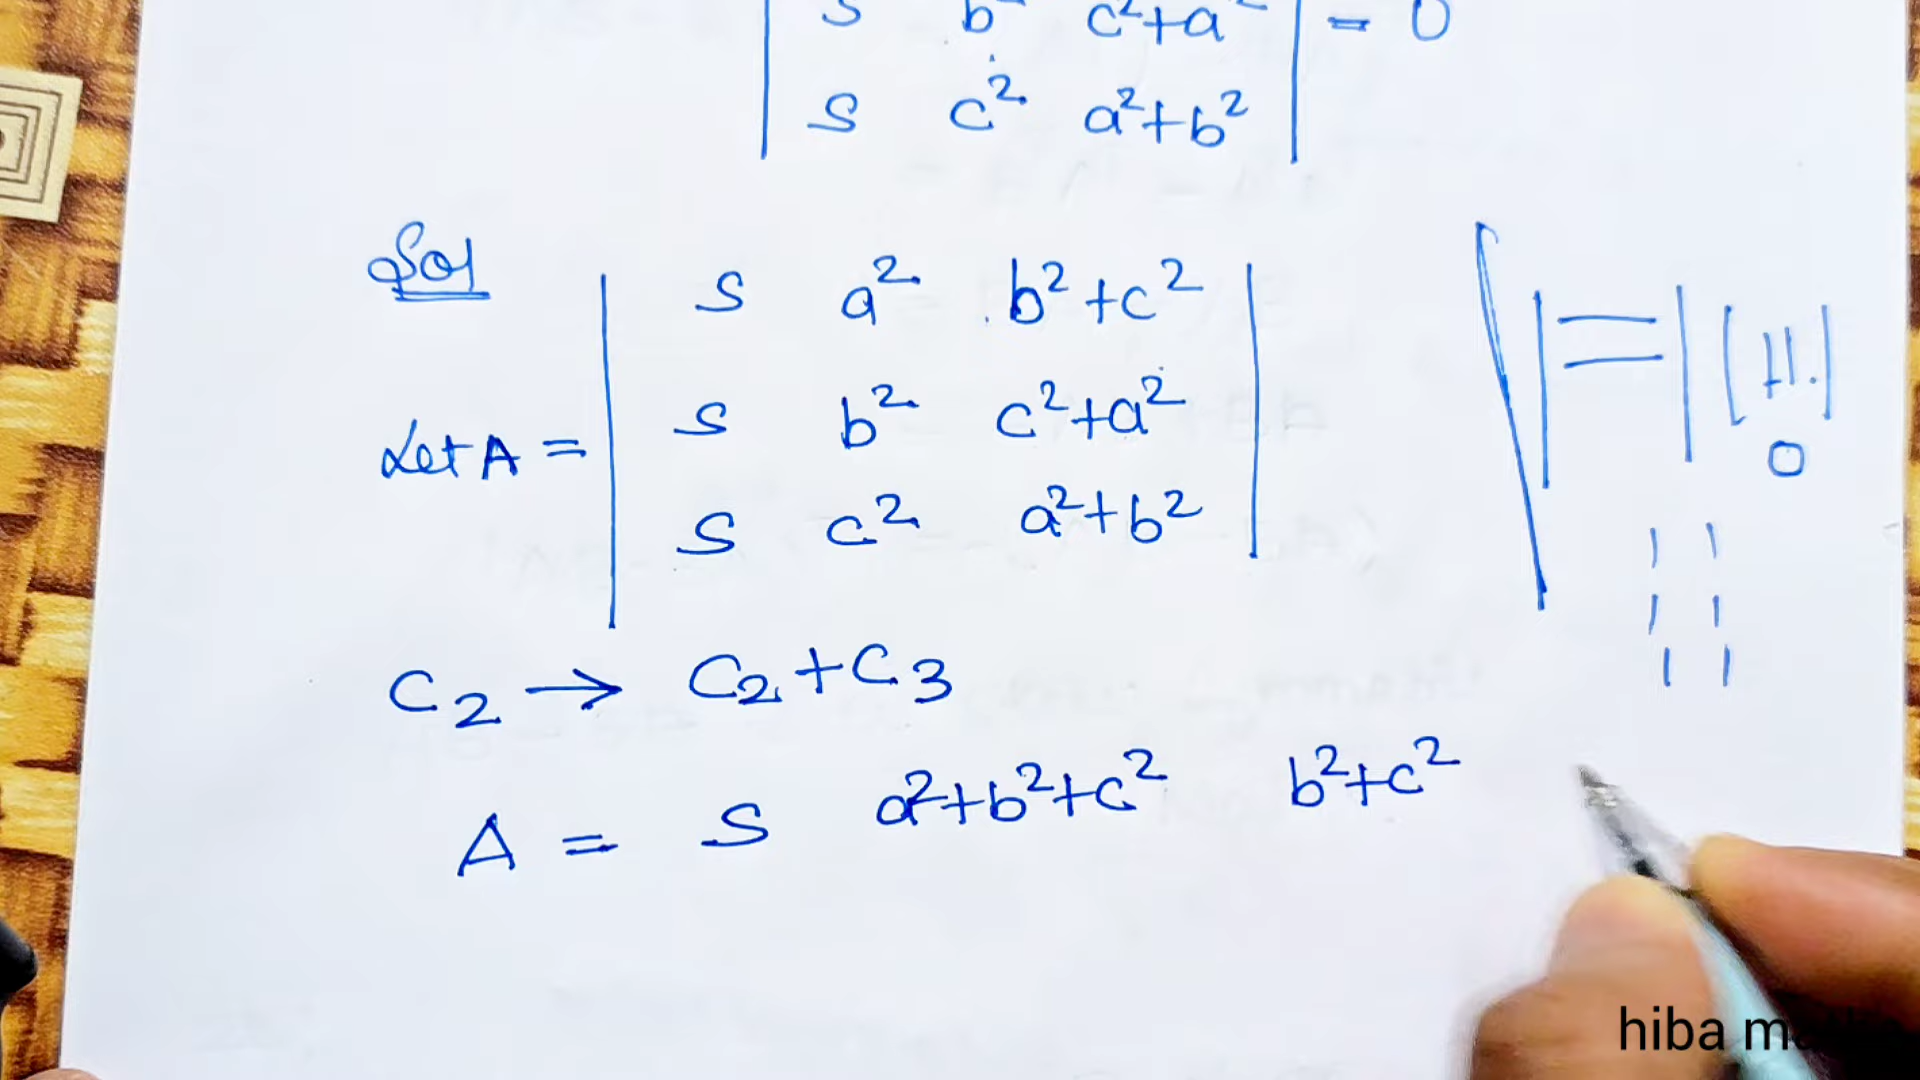 S b² c²+a² = 0
S c² a²+b²
Sol
S a² b²+c²
Let A = S b² c²+a²
S c² a²+b²
0
C₂ → C₂+C₃
A = S a²+b²+c² b²+c²
hiba